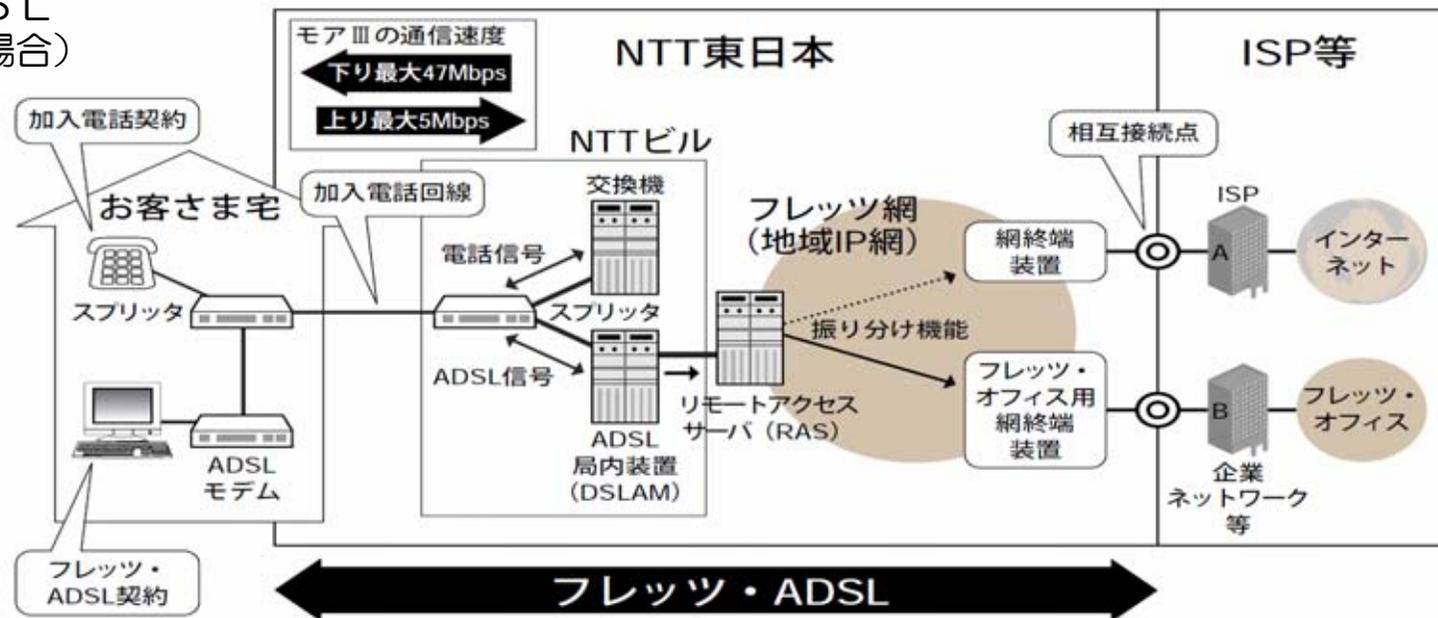 SL
場合）
モアⅢの通信速度
下り最大47Mbps
上り最大5Mbps
NTT東日本
ISP等
加入電話契約
お客さま宅
加入電話回線
NTTビル
交換機
電話信号
スプリッタ
スプリッタ
ADSL信号
ADSL
モデム
ADSL
局内装置
（DSLAM）
フレッツ網
（地域IP網）
振り分け機能
リモートアクセス
サーバ（RAS）
網終端
装置
フレッツ・
オフィス用
網終端
装置
相互接続点
ISP
A
インター
ネット
B
企業
ネットワーク
等
フレッツ・
オフィス
フレッツ・
ADSL契約
フレッツ・ADSL